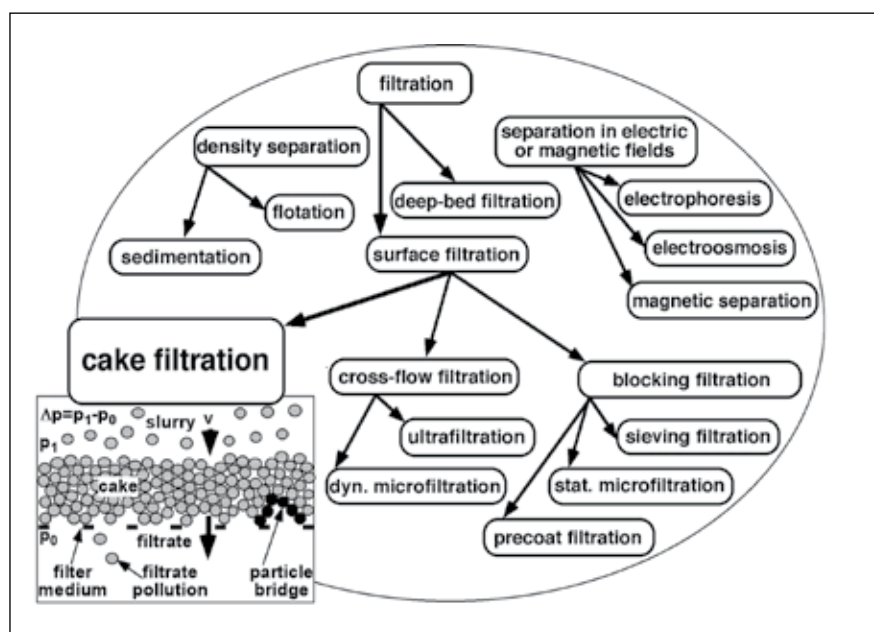 filtration
density separation
separation in electric
or magnetic fields
flotation
deep-bed filtration
electrophoresis
sedimentation
surface filtration
electroosmosis
magnetic separation
cake filtration
cross-flow filtration
blocking filtration
ultrafiltration
sieving filtration
dyn. microfiltration
stat. microfiltration
precoat filtration
Δp=p1-p0
slurry v
p1
cake
p0
filtrate
filter
medium
filtrate
pollution
particle
bridge